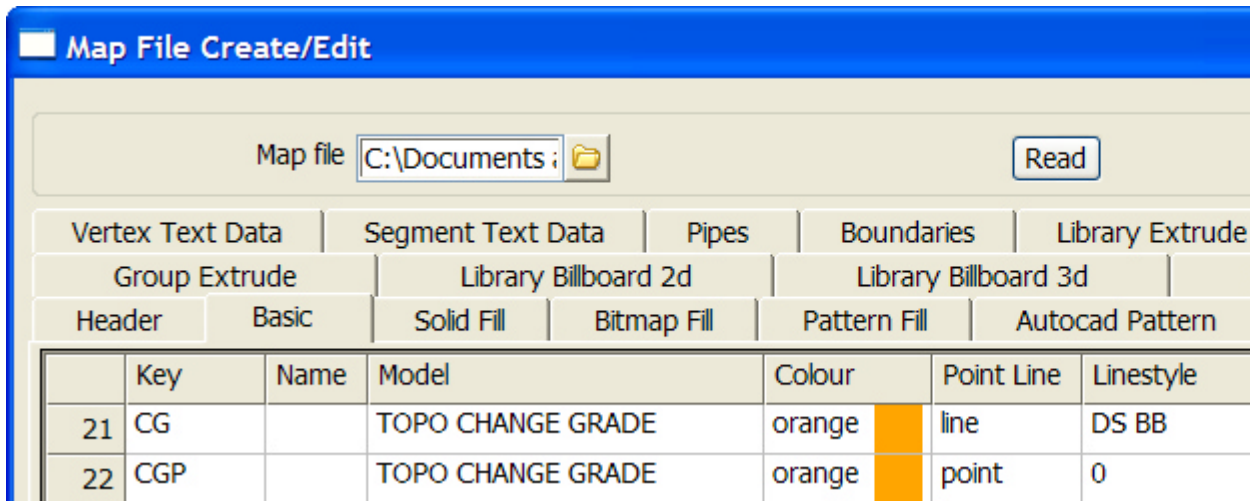 Map File Create/Edit
Map file C:\Documents Read
Vertex Text Data Segment Text Data Pipes Boundaries Library Extrude
Group Extrude Library Billboard 2d Library Billboard 3d
Header Basic Solid Fill Bitmap Fill Pattern Fill Autocad Pattern
Key Name Model Colour Point Line Linestyle
21 CG TOPO CHANGE GRADE orange line DS BB
22 CGP TOPO CHANGE GRADE orange point 0